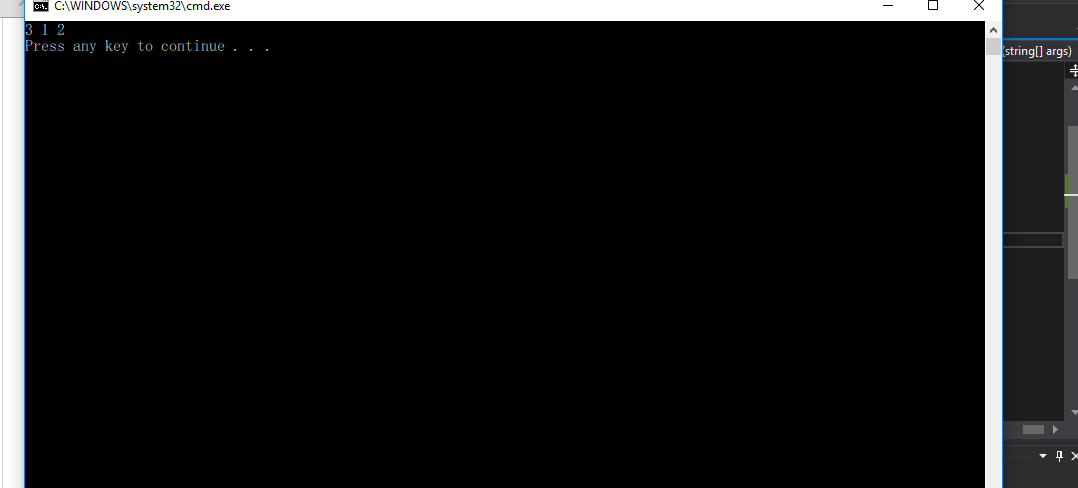 C:\WINDOWS\system32\cmd.exe
3 1 2
Press any key to continue . . .
(string[] args)